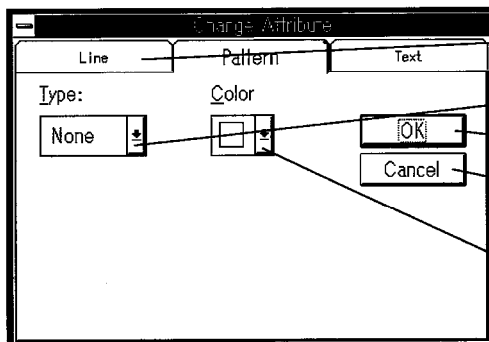 Change Attribute
Line Pattern Text
Type: Color
None OK
Cancel